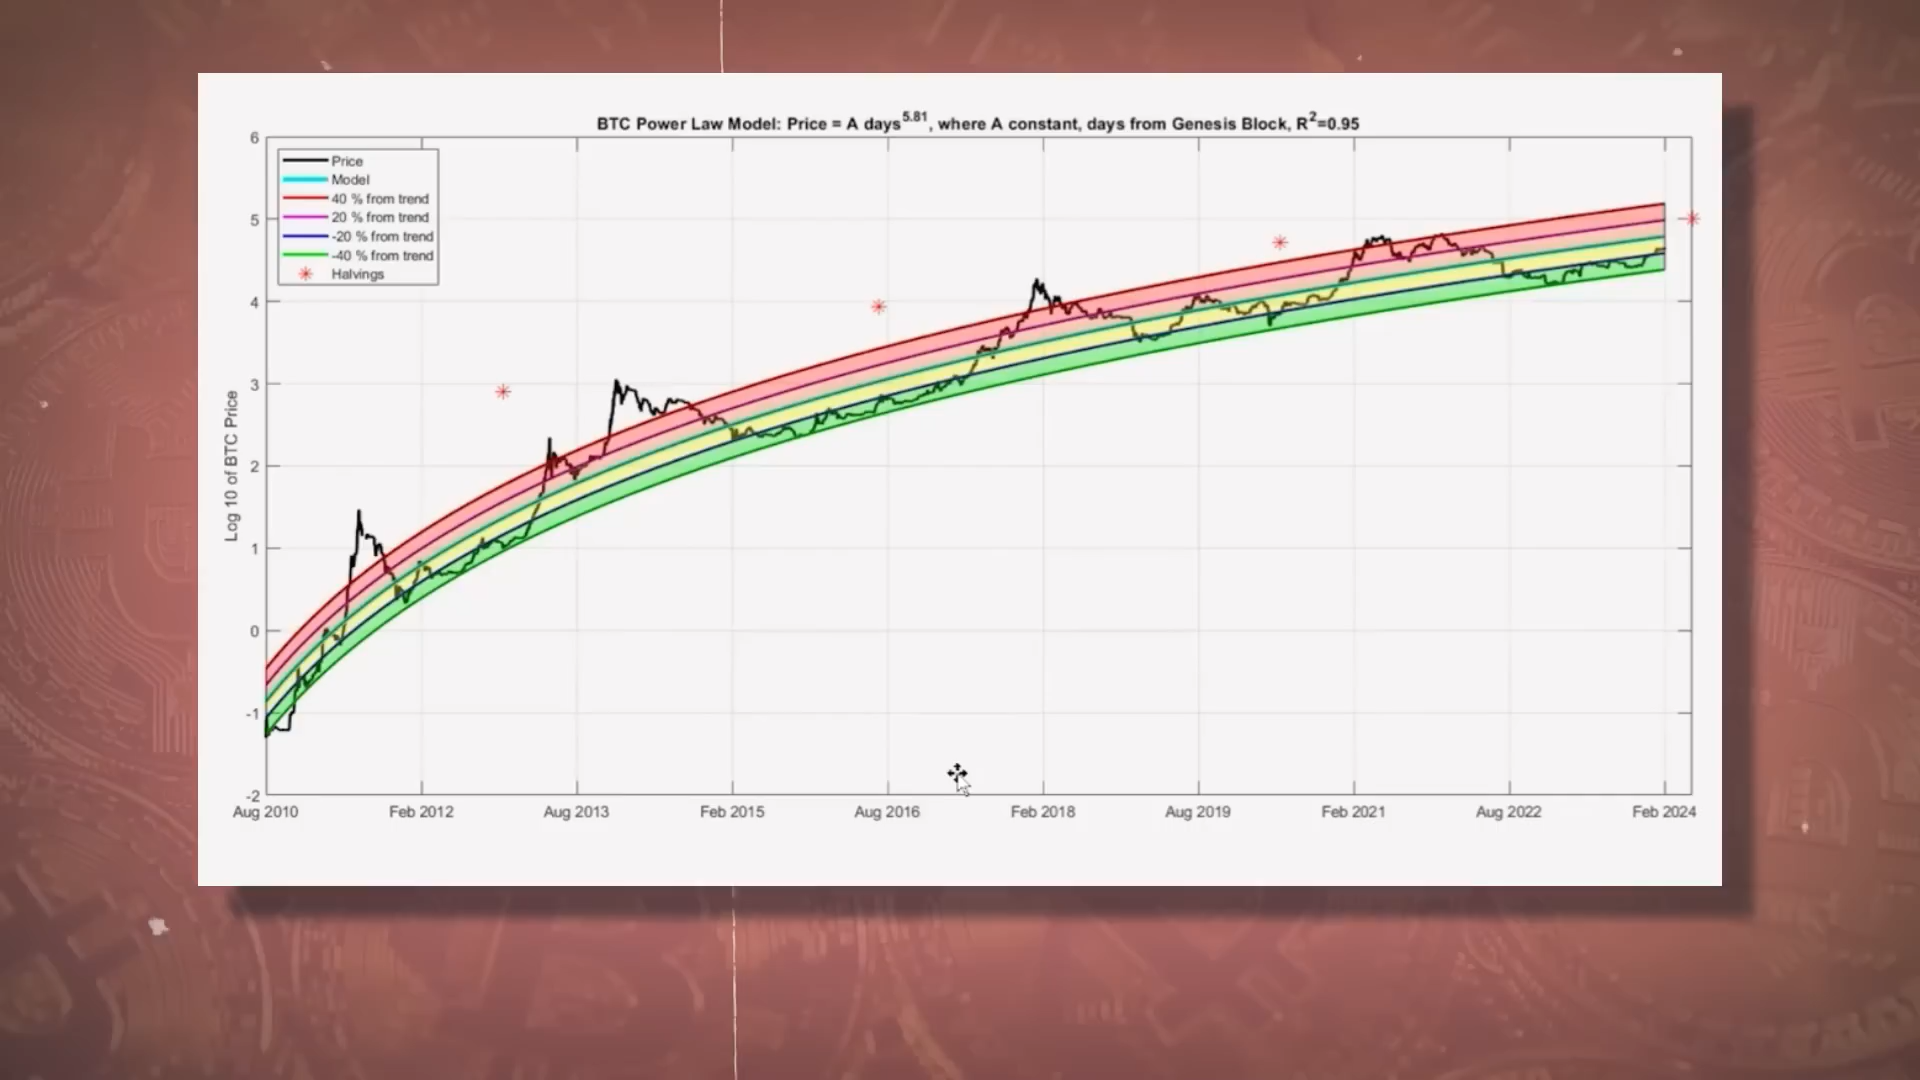 BTC Power Law Model: Price = A days^5.81, where A constant, days from Genesis Block, R^2=0.95
6
5
4
3
2
1
0
-1
-2
Log 10 of BTC Price
Price
Model
40 % from trend
20 % from trend
-20 % from trend
-40 % from trend
Halvings
Aug 2010 Feb 2012 Aug 2013 Feb 2015 Aug 2016 Feb 2018 Aug 2019 Feb 2021 Aug 2022 Feb 2024